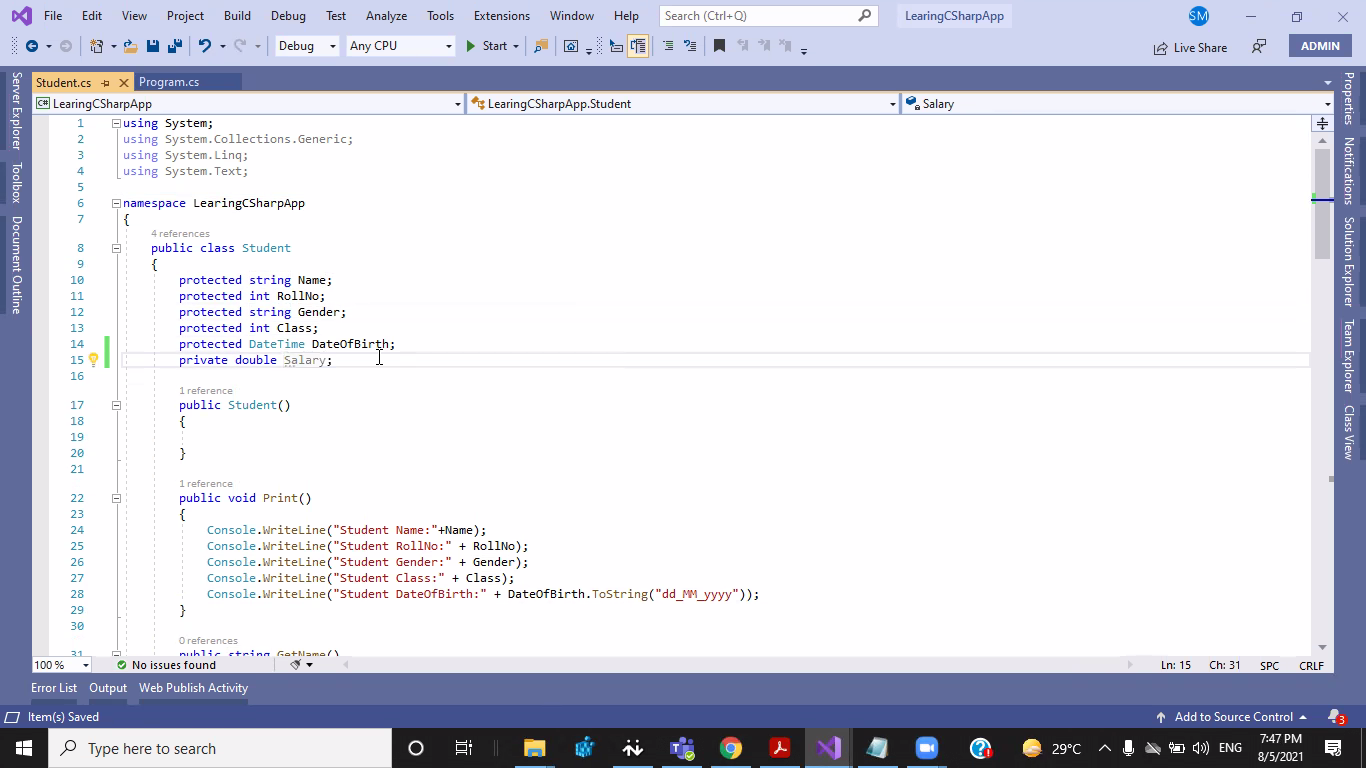 File Edit View Project Build Debug Test Analyze Tools Extensions Window Help Search (Ctrl+Q) LearingCSharpApp SM
Debug Any CPU Start Live Share ADMIN
Server Explorer
Toolbox
Document Outline
Student.cs Program.cs
LearingCSharpApp LearingCSharpApp.Student Salary
1 using System;
2 using System.Collections.Generic;
3 using System.Linq;
4 using System.Text;
5
6 namespace LearingCSharpApp
7 {
4 references
8 public class Student
9 {
10 protected string Name;
11 protected int RollNo;
12 protected string Gender;
13 protected int Class;
14 protected DateTime DateOfBirth;
15 private double Salary;
16
1 reference
17 public Student()
18 {
19
20 }
21
1 reference
22 public void Print()
23 {
24 Console.WriteLine("Student Name:"+Name);
25 Console.WriteLine("Student RollNo:" + RollNo);
26 Console.WriteLine("Student Gender:" + Gender);
27 Console.WriteLine("Student Class:" + Class);
28 Console.WriteLine("Student DateOfBirth:" + DateOfBirth.ToString("dd_MM_yyyy"));
29 }
30
0 references
31 public string GetName()
Properties
Notifications
Solution Explorer
Team Explorer
Class View
100 % No issues found Ln: 15 Ch: 31 SPC CRLF
Error List Output Web Publish Activity
Item(s) Saved Add to Source Control 3
Type here to search 29°C ENG 7:47 PM
8/5/2021